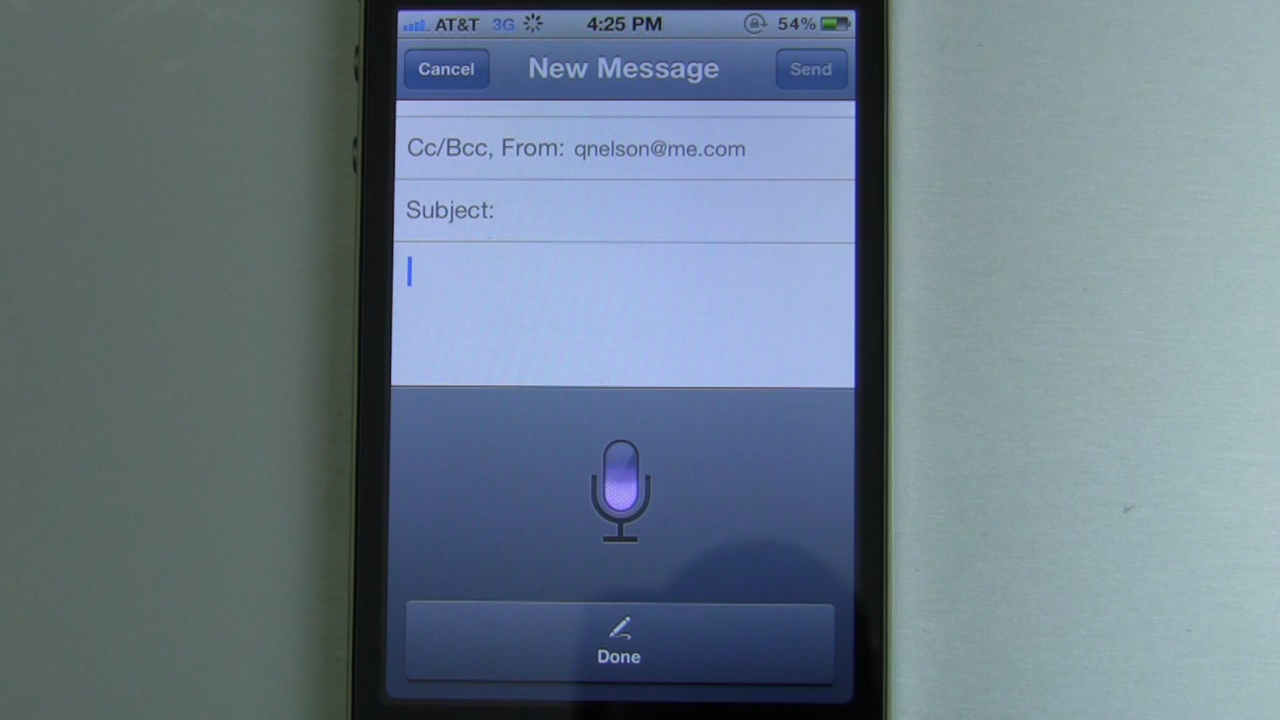 AT&T 3G 4:25 PM 54%
Cancel New Message Send
Cc/Bcc, From: qnelson@me.com
Subject:
Done